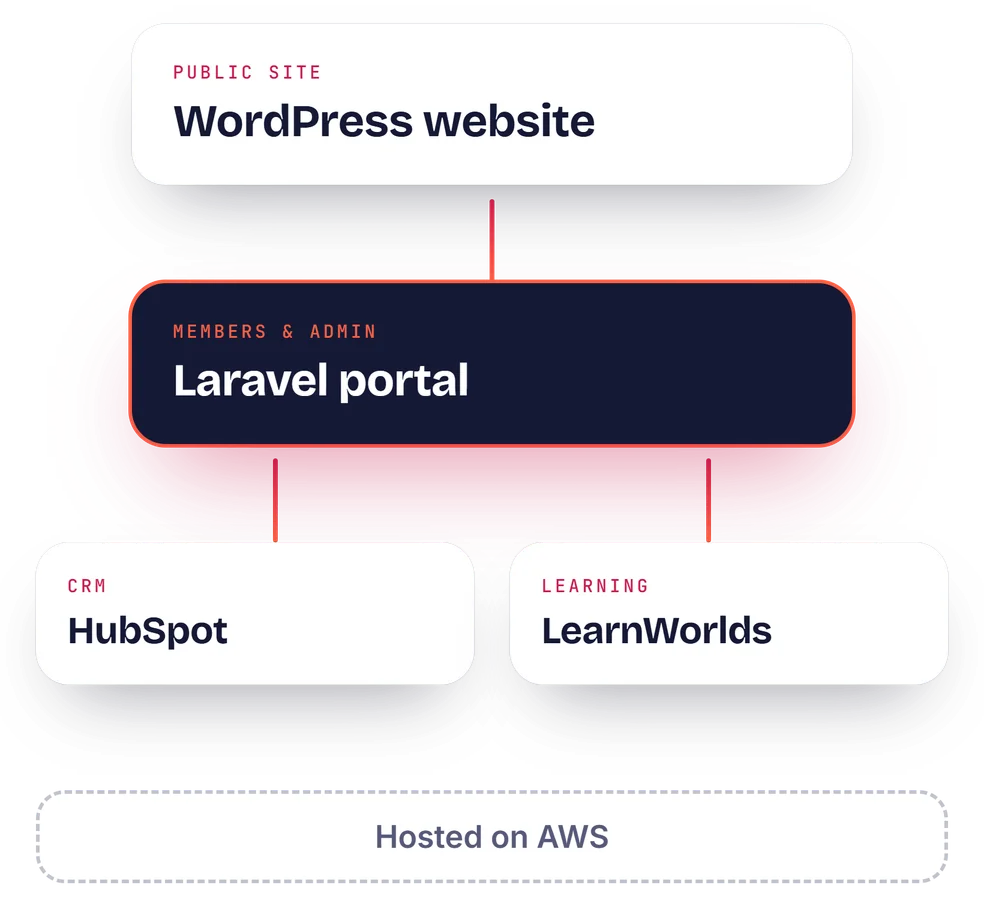 PUBLIC SITE
WordPress website
MEMBERS & ADMIN
Laravel portal
CRM
HubSpot
LEARNING
LearnWorlds
Hosted on AWS